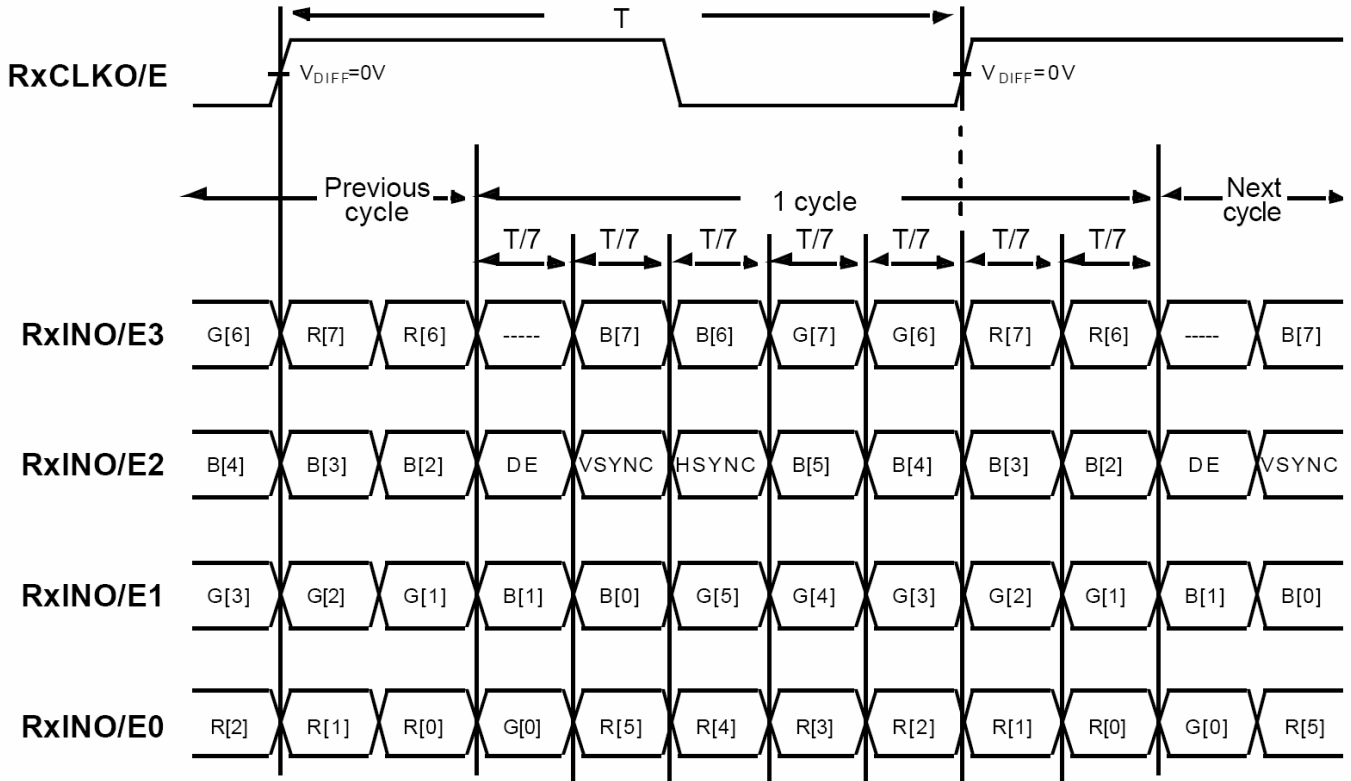 T
RxCLKO/E
VDIFF=0V
VDIFF=0V
Previous cycle
1 cycle
Next cycle
T/7 T/7 T/7 T/7 T/7 T/7 T/7
RxINO/E3 G[6] R[7] R[6] ----- B[7] B[6] G[7] G[6] R[7] R[6] ----- B[7]
RxINO/E2 B[4] B[3] B[2] DE VSYNC HSYNC B[5] B[4] B[3] B[2] DE VSYNC
RxINO/E1 G[3] G[2] G[1] B[1] B[0] G[5] G[4] G[3] G[2] G[1] B[1] B[0]
RxINO/E0 R[2] R[1] R[0] G[0] R[5] R[4] R[3] R[2] R[1] R[0] G[0] R[5]